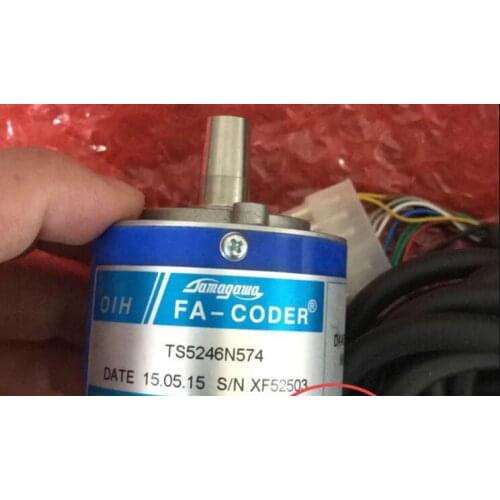 Tamagawa
OIH FA-CODER®
TS5246N574
DATE 15.05.15 S/N XF52503